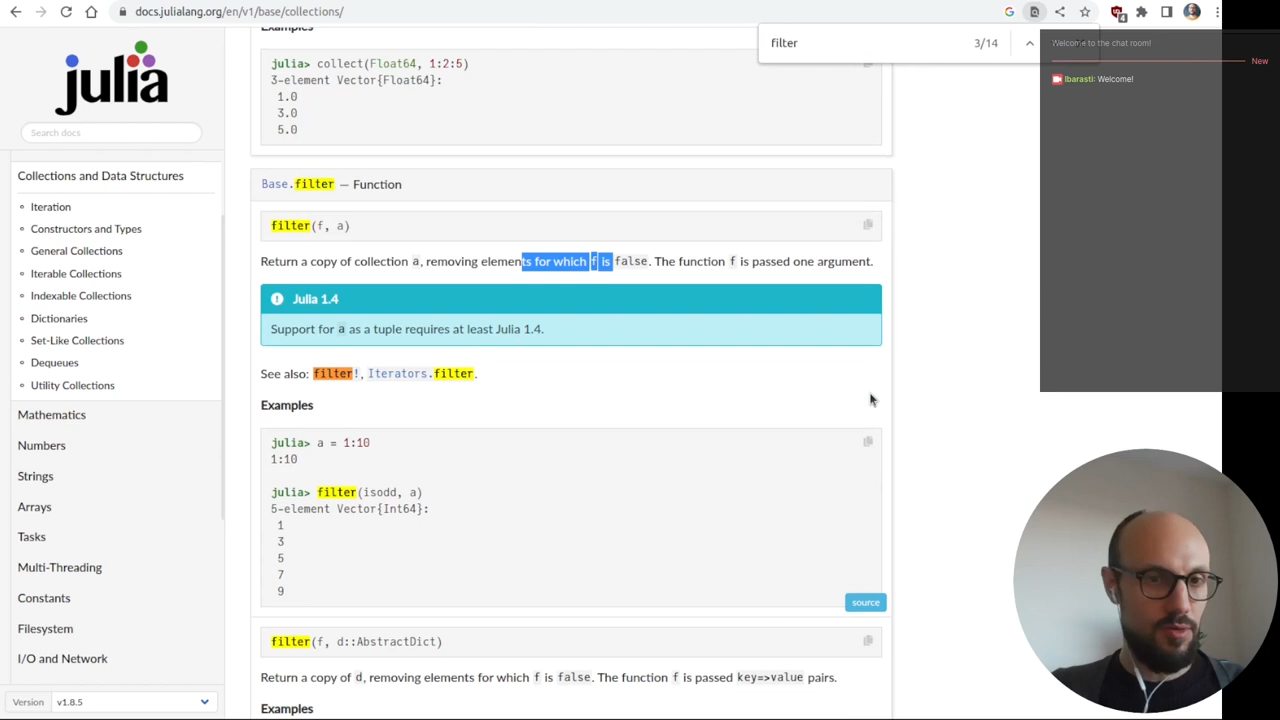 docs.julialang.org/en/v1/base/collections/
4
filter
3/14
Welcome to the chat room!
New
lbarasti: Welcome!
julia
Search docs
Collections and Data Structures
Iteration
Constructors and Types
General Collections
Iterable Collections
Indexable Collections
Dictionaries
Set-Like Collections
Dequeues
Utility Collections
Mathematics
Numbers
Strings
Arrays
Tasks
Multi-Threading
Constants
Filesystem
I/O and Network
Version v1.8.5
Examples
julia> collect(Float64, 1:2:5)
3-element Vector{Float64}:
1.0
3.0
5.0
Base.filter — Function
filter(f, a)
Return a copy of collection a, removing elements for which f is false. The function f is passed one argument.
Julia 1.4
Support for a as a tuple requires at least Julia 1.4.
See also: filter!, Iterators.filter.
Examples
julia> a = 1:10
1:10
julia> filter(isodd, a)
5-element Vector{Int64}:
1
3
5
7
9
source
filter(f, d::AbstractDict)
Return a copy of d, removing elements for which f is false. The function f is passed key=>value pairs.
Examples